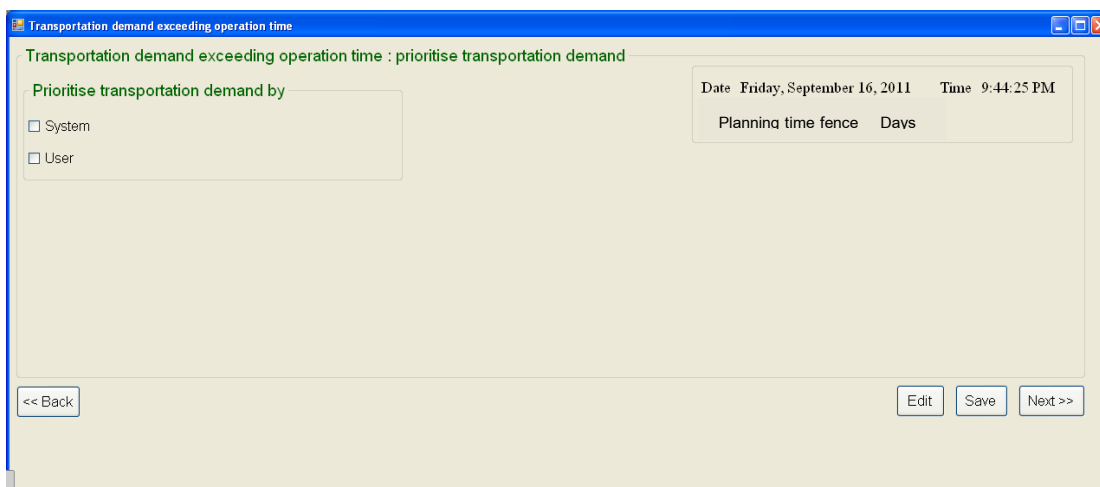 Transportation demand exceeding operation time
Transportation demand exceeding operation time : prioritise transportation demand
Date Friday, September 16, 2011 Time 9:44:25 PM
Planning time fence Days
Prioritise transportation demand by
System
User
<< Back
Edit
Save
Next >>